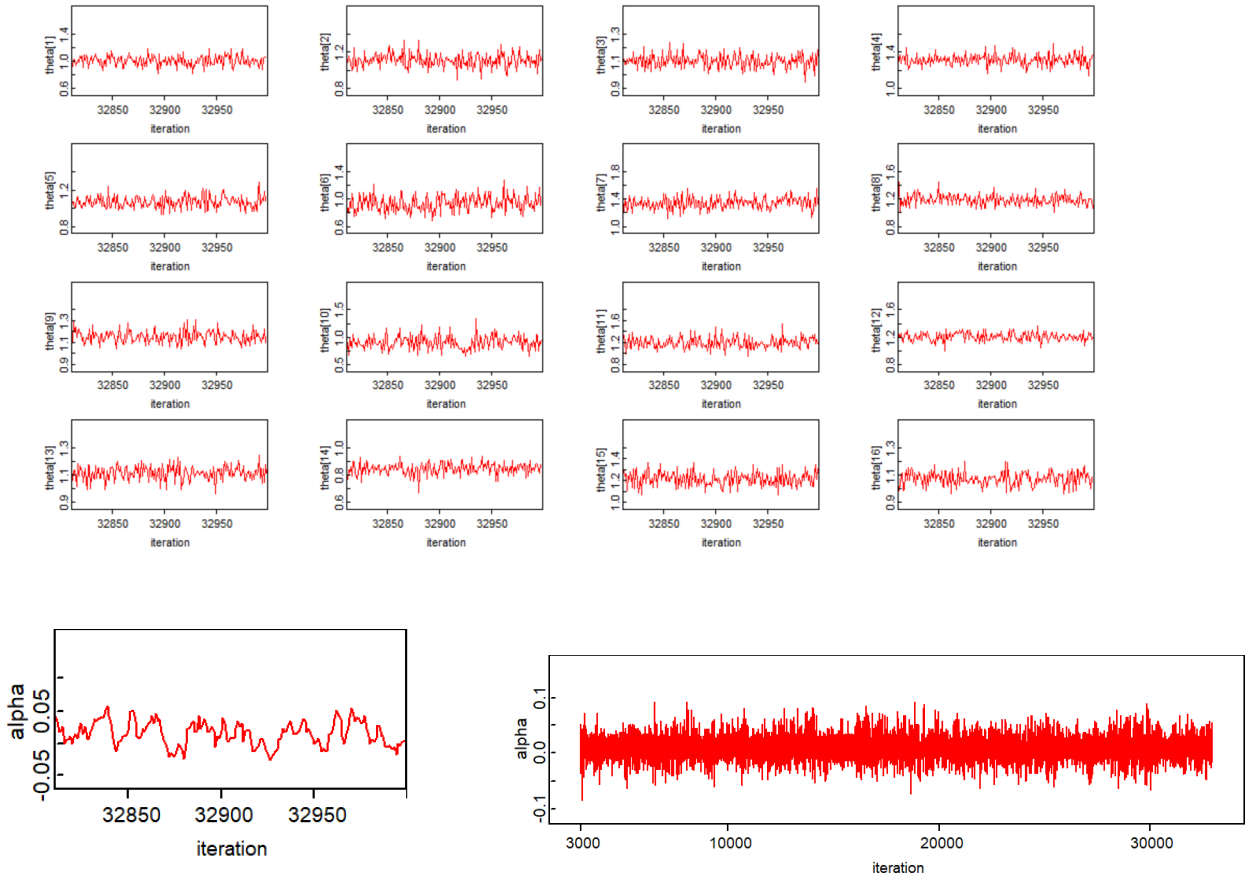 theta[1]
0.6 1.0 1.4
32850 32900 32950
iteration
theta[2]
0.8 1.2
32850 32900 32950
iteration
theta[3]
0.9 1.1 1.3
32850 32900 32950
iteration
theta[4]
1.0 1.4
32850 32900 32950
iteration
theta[5]
0.8 1.2
32850 32900 32950
iteration
theta[6]
0.6 1.0 1.4
32850 32900 32950
iteration
theta[7]
1.0 1.4 1.8
32850 32900 32950
iteration
theta[8]
0.8 1.2 1.6
32850 32900 32950
iteration
theta[9]
0.9 1.1 1.3
32850 32900 32950
iteration
theta[10]
0.5 1.0 1.5
32850 32900 32950
iteration
theta[11]
0.8 1.2 1.6
32850 32900 32950
iteration
theta[12]
0.8 1.2 1.6
32850 32900 32950
iteration
theta[13]
0.9 1.1 1.3
32850 32900 32950
iteration
theta[14]
0.6 0.8 1.0
32850 32900 32950
iteration
theta[15]
1.0 1.2 1.4
32850 32900 32950
iteration
theta[16]
0.9 1.1 1.3
32850 32900 32950
iteration
alpha
-0.05 0.05
32850 32900 32950
iteration
alpha
-0.1 0.0 0.1
3000 10000 20000 30000
iteration